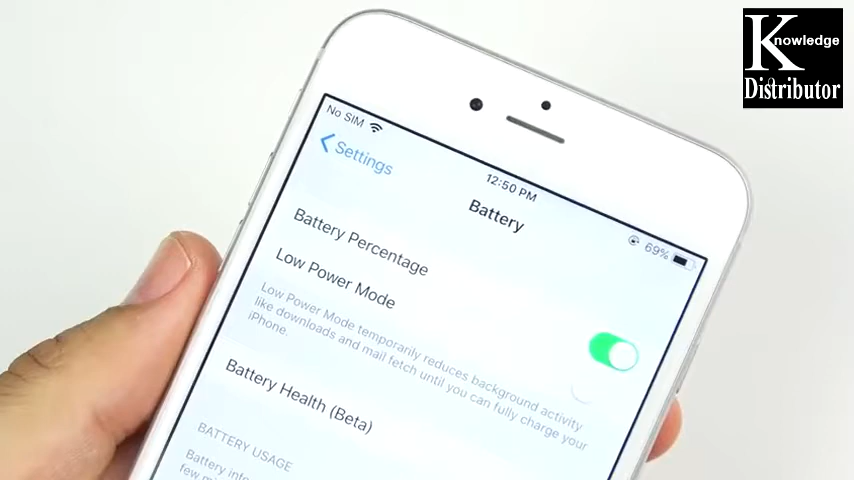 Knowledge
Distributor
No SIM
12:50 PM
69%
Settings
Battery
Battery Percentage
Low Power Mode
Low Power Mode temporarily reduces background activity
like downloads and mail fetch until you can fully charge your
iPhone.
Battery Health (Beta)
BATTERY USAGE
Battery
few